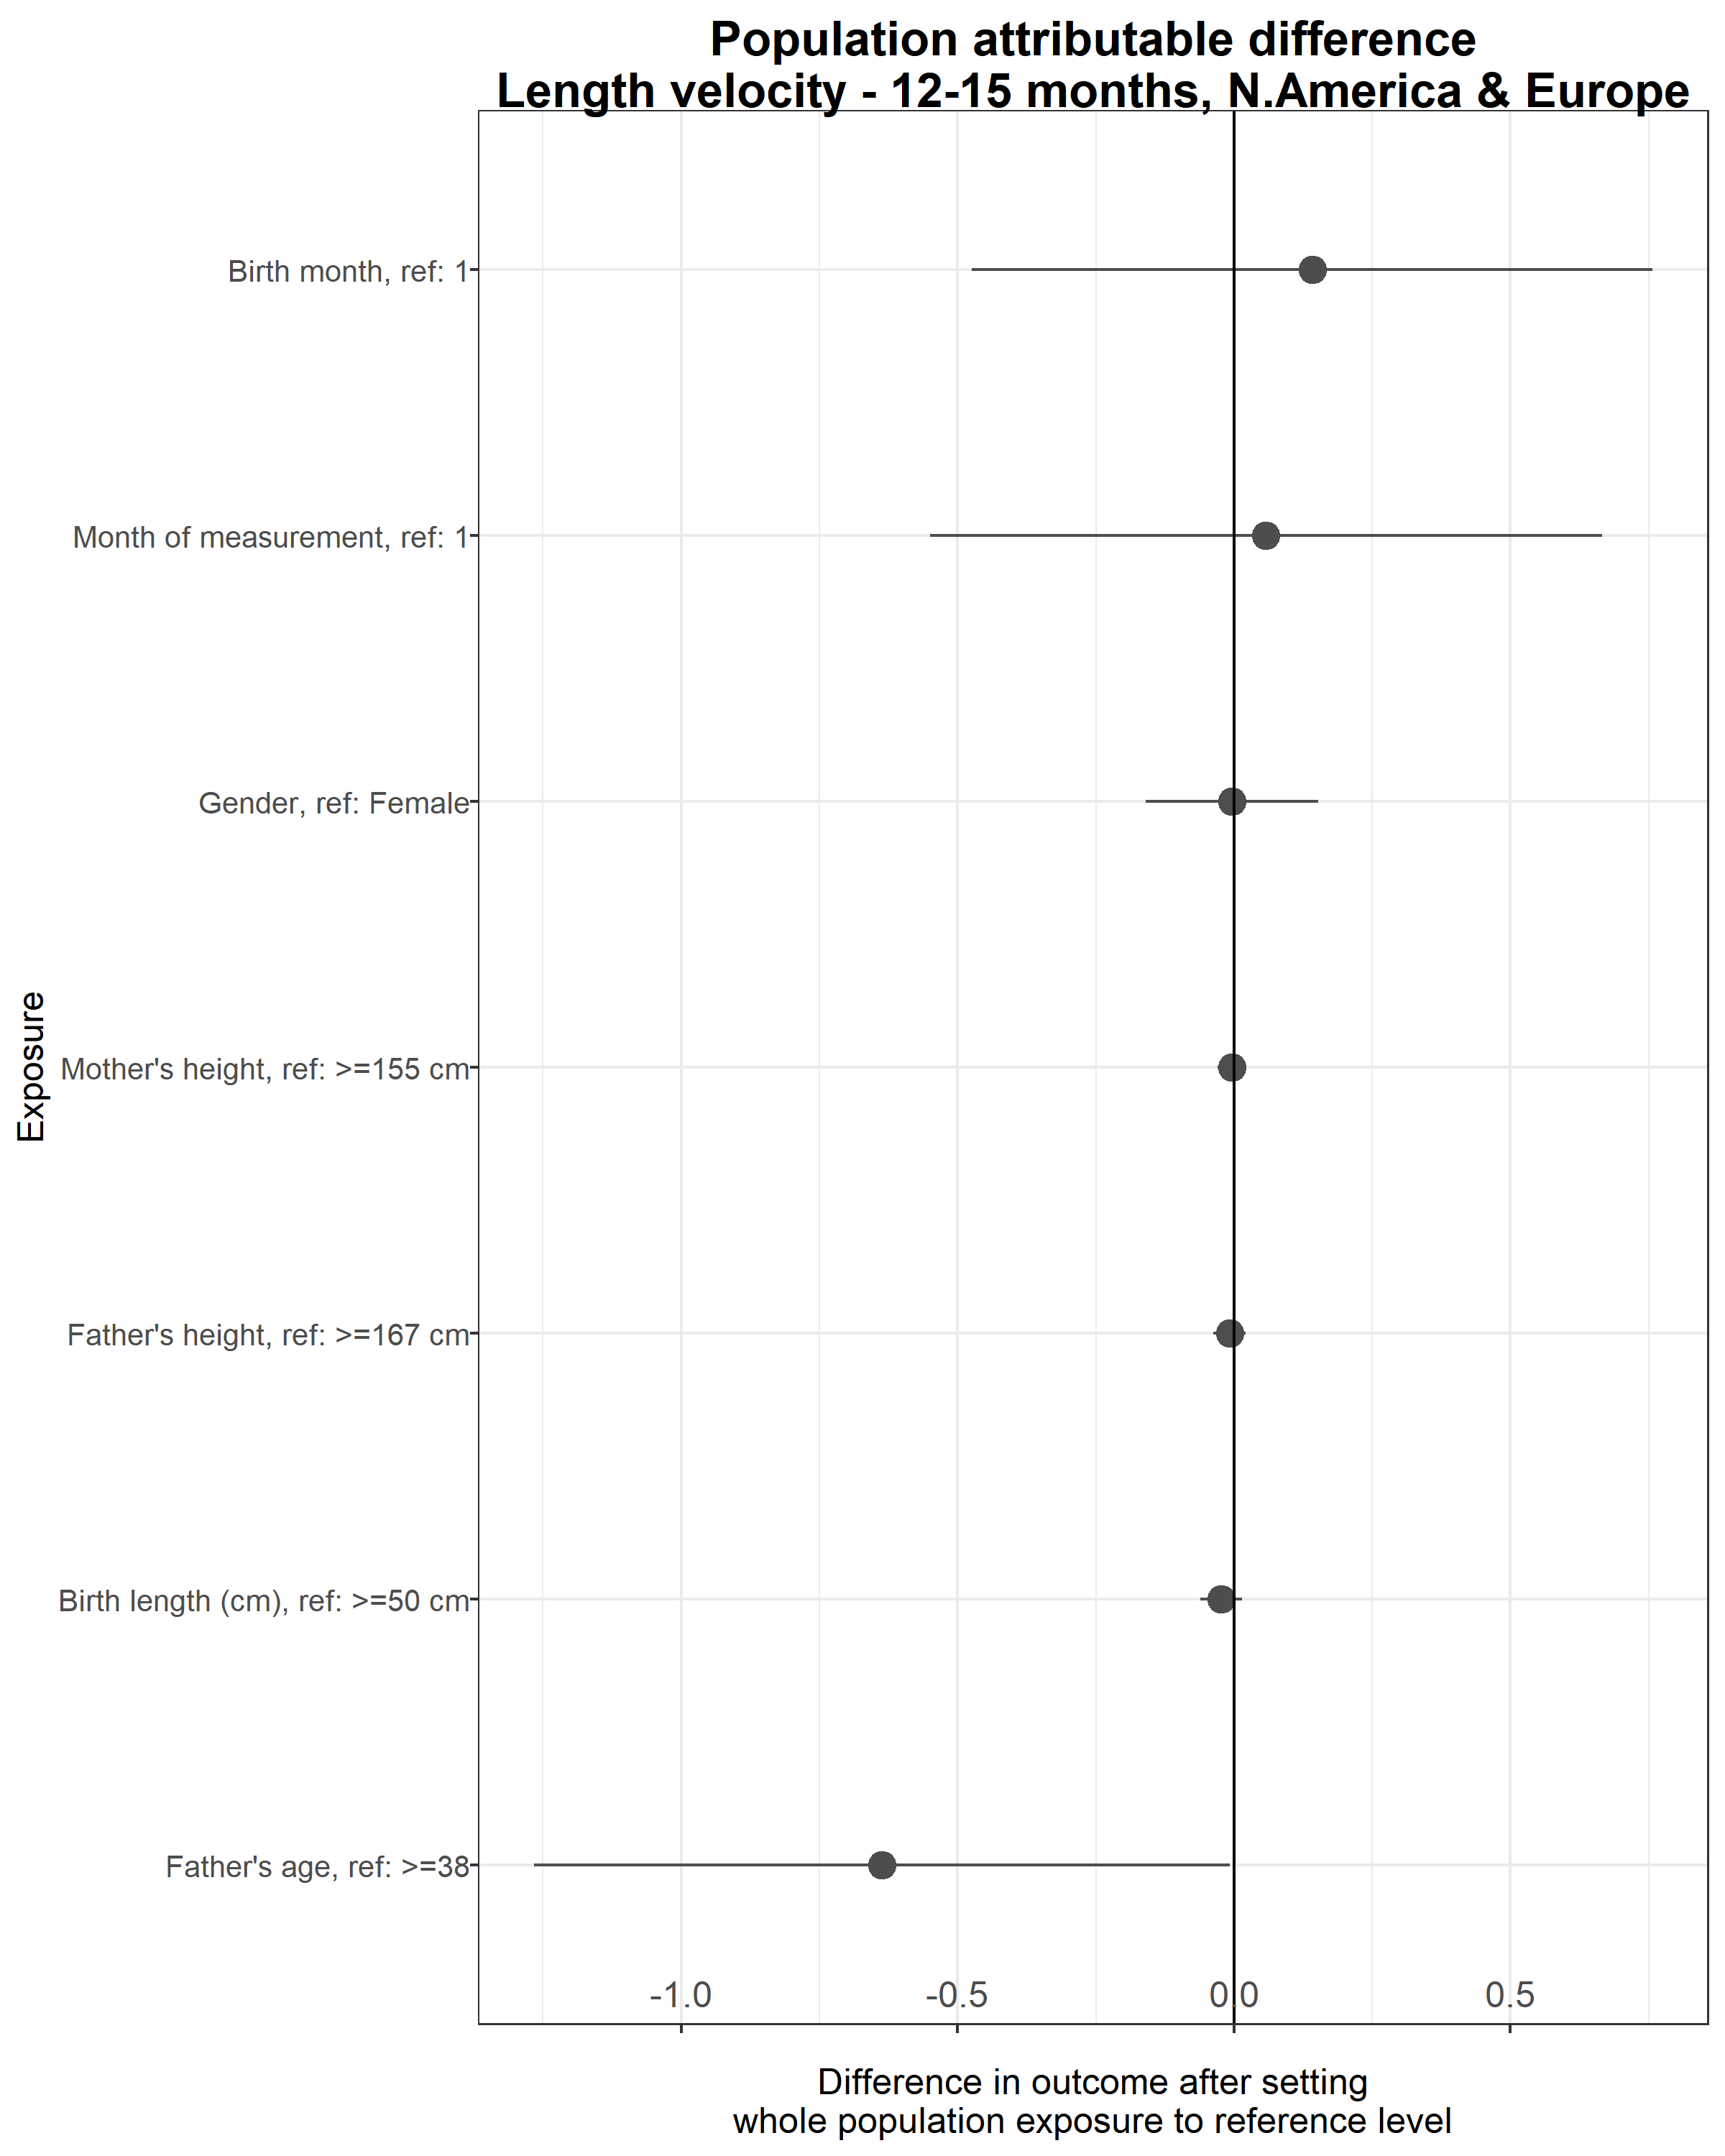 Population attributable difference
Length velocity - 12-15 months, N.America & Europe
Exposure
Birth month, ref: 1
Month of measurement, ref: 1
Gender, ref: Female
Mother's height, ref: >=155 cm
Father's height, ref: >=167 cm
Birth length (cm), ref: >=50 cm
Father's age, ref: >=38
-1.0 -0.5 0.0 0.5
Difference in outcome after setting
whole population exposure to reference level